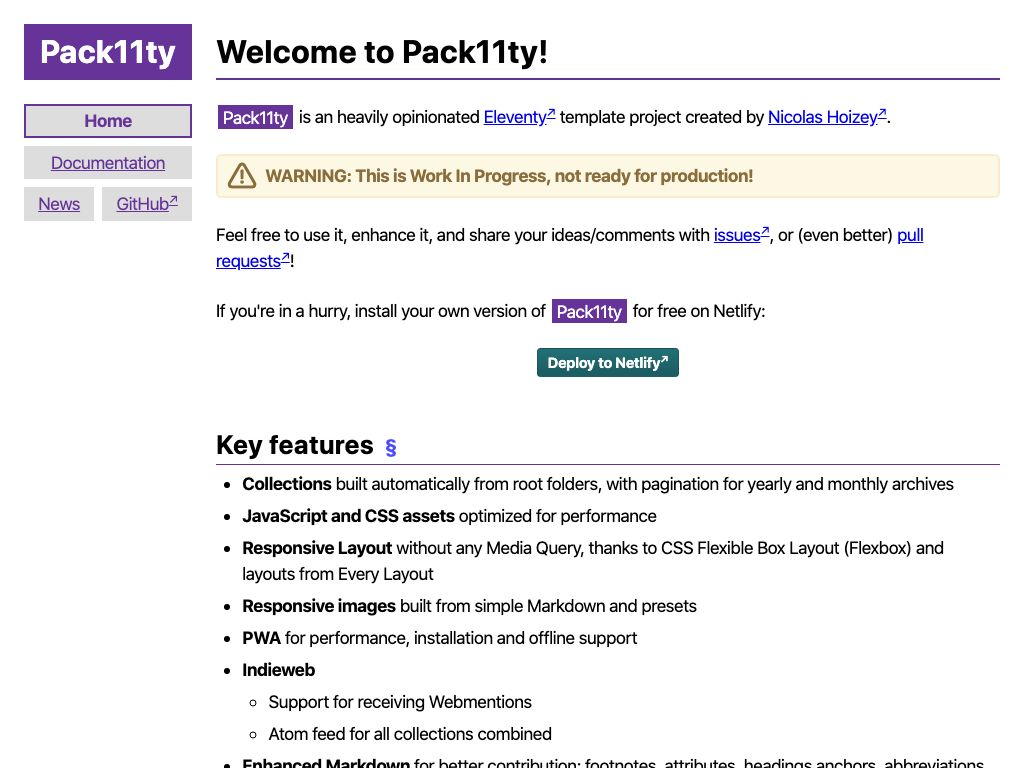 Pack11ty
Home
Documentation
News
GitHub↗
Welcome to Pack11ty!
Pack11ty is an heavily opinionated Eleventy↗ template project created by Nicolas Hoizey↗.
WARNING: This is Work In Progress, not ready for production!
Feel free to use it, enhance it, and share your ideas/comments with issues↗, or (even better) pull
requests↗!
If you're in a hurry, install your own version of Pack11ty for free on Netlify:
Deploy to Netlify↗
Key features §
• Collections built automatically from root folders, with pagination for yearly and monthly archives
• JavaScript and CSS assets optimized for performance
• Responsive Layout without any Media Query, thanks to CSS Flexible Box Layout (Flexbox) and
layouts from Every Layout
• Responsive images built from simple Markdown and presets
• PWA for performance, installation and offline support
• Indieweb
◦ Support for receiving Webmentions
◦ Atom feed for all collections combined
• Enhanced Markdown for better contribution: footnotes, attributes, headings anchors, abbreviations